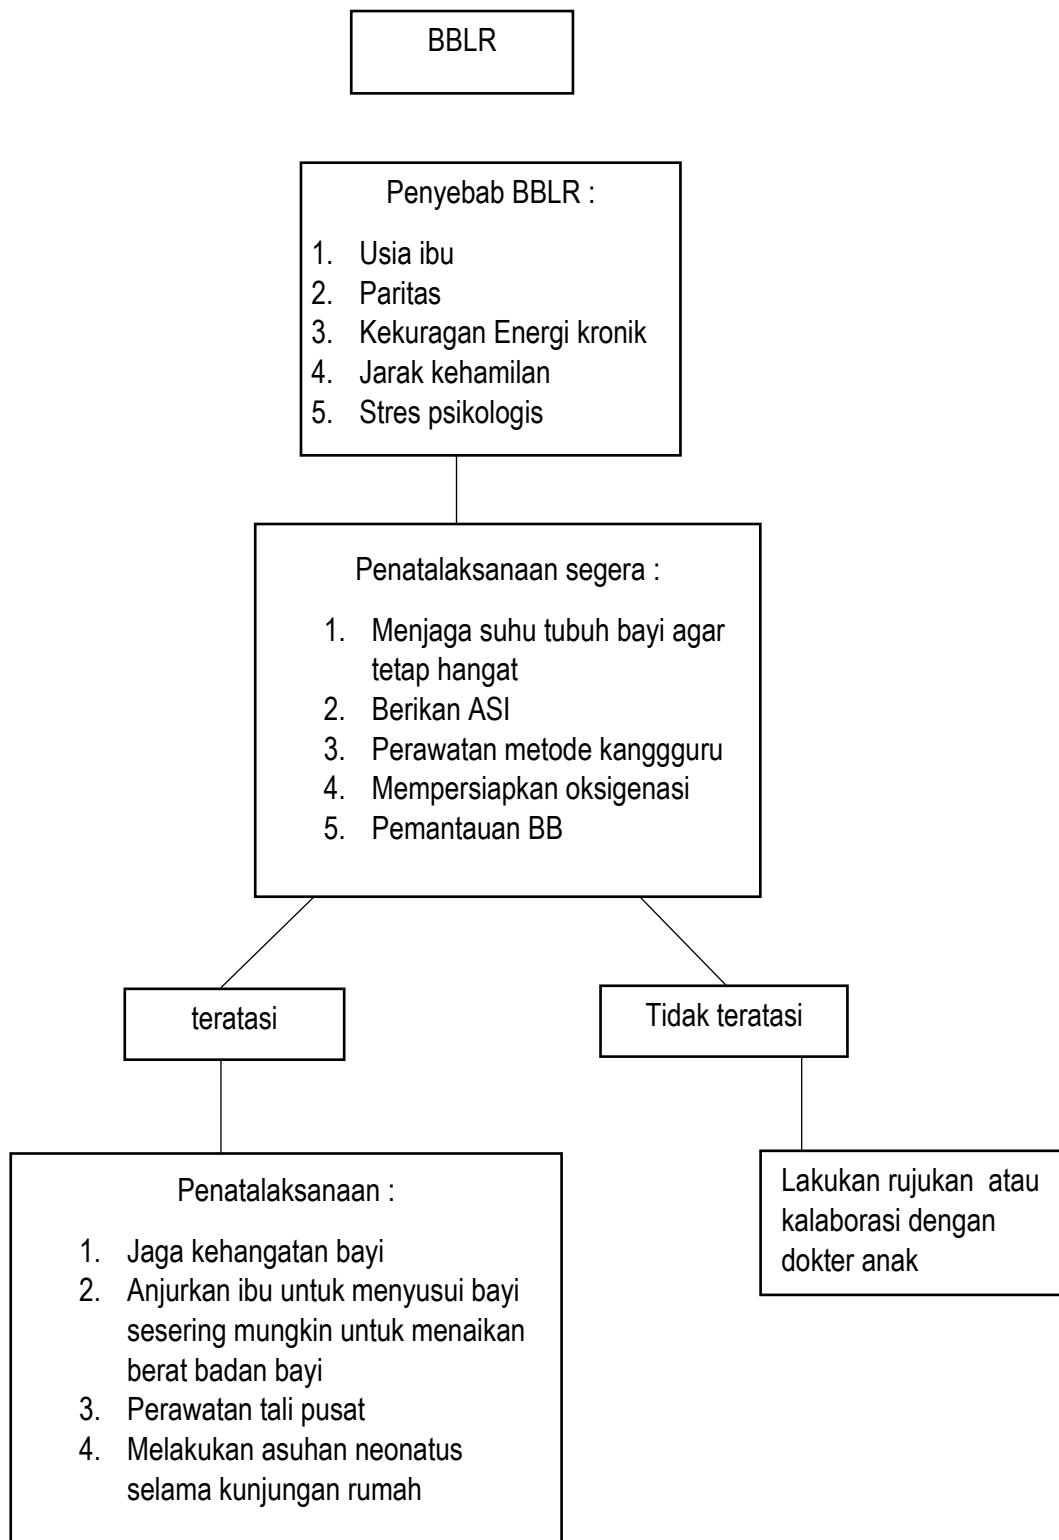 BBLR
Penyebab BBLR :
1. Usia ibu
2. Paritas
3. Kekuragan Energi kronik
4. Jarak kehamilan
5. Stres psikologis
Penatalaksanaan segera :
1. Menjaga suhu tubuh bayi agar
tetap hangat
2. Berikan ASI
3. Perawatan metode kanggguru
4. Mempersiapkan oksigenasi
5. Pemantauan BB
teratasi
Tidak teratasi
Penatalaksanaan :
1. Jaga kehangatan bayi
2. Anjurkan ibu untuk menyusui bayi
sesering mungkin untuk menaikan
berat badan bayi
3. Perawatan tali pusat
4. Melakukan asuhan neonatus
selama kunjungan rumah
Lakukan rujukan atau
kalaborasi dengan
dokter anak